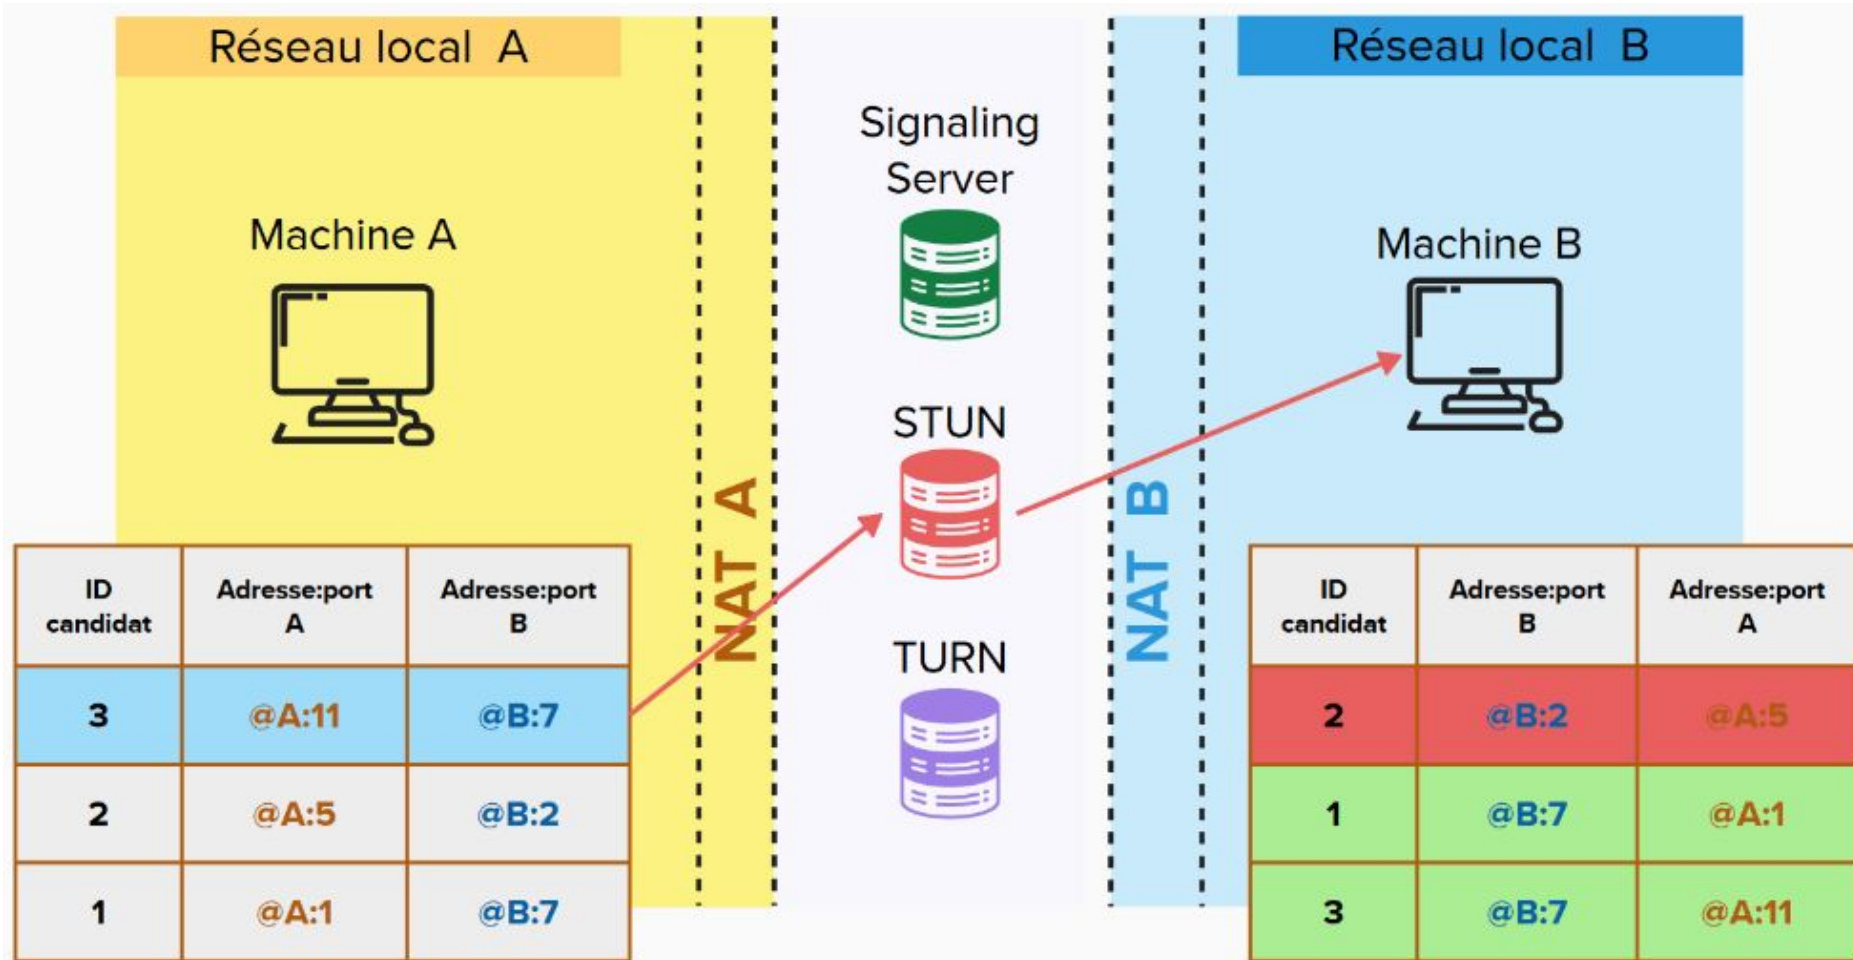 Réseau local A
Réseau local B
Signaling
Server
Machine A
Machine B
STUN
NAT A
NAT B
TURN
ID
candidat
Adresse:port
A
Adresse:port
B
3
@A:11
@B:7
2
@A:5
@B:2
1
@A:1
@B:7
ID
candidat
Adresse:port
B
Adresse:port
A
2
@B:2
@A:5
1
@B:7
@A:1
3
@B:7
@A:11